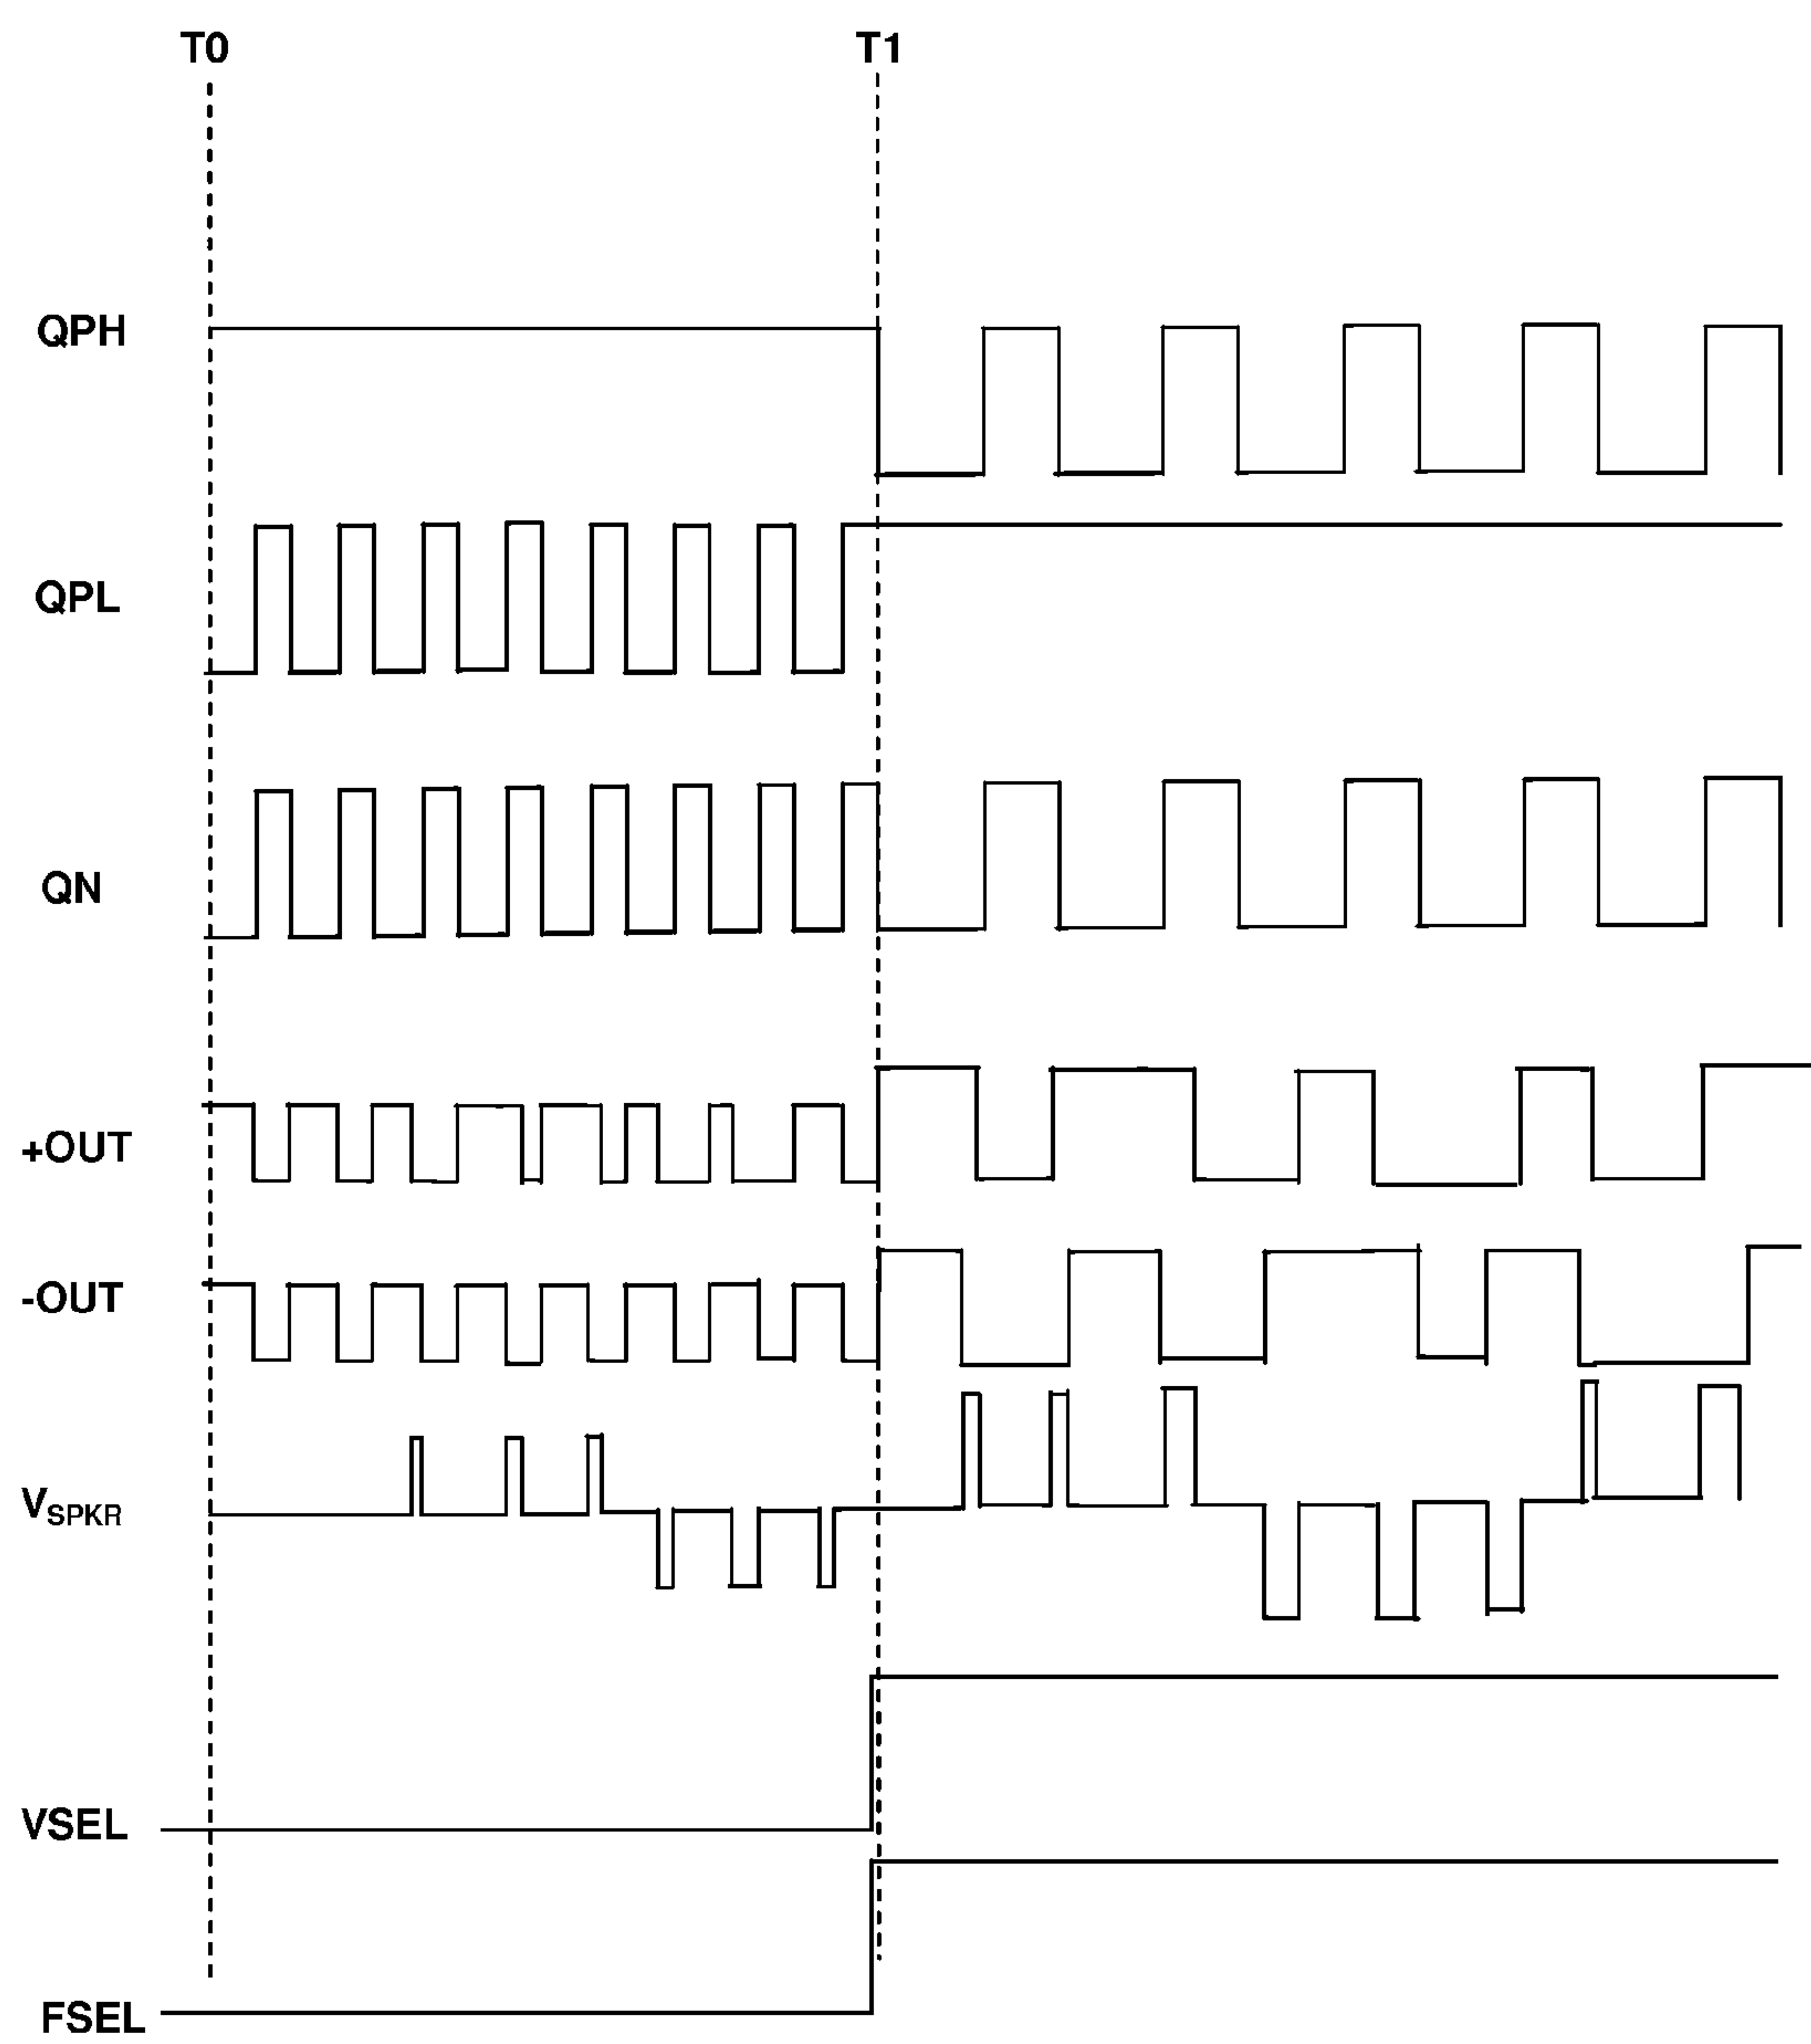 T0 T1
QPH
QPL
QN
+OUT
-OUT
VSPKR
VSEL
FSEL